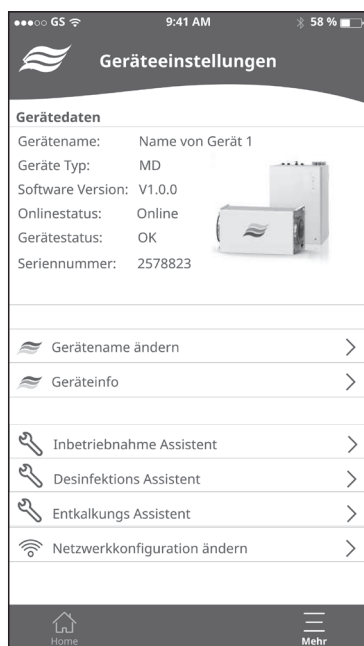 GS 9:41 AM 58 %
Geräteeinstellungen
Gerätedaten
Gerätename: Name von Gerät 1
Geräte Typ: MD
Software Version: V1.0.0
Onlinestatus: Online
Gerätestatus: OK
Seriennummer: 2578823
Gerätename ändern
Geräteinfo
Inbetriebnahme Assistent
Desinfektions Assistent
Entkalkungs Assistent
Netzwerkkonfiguration ändern
Home Mehr